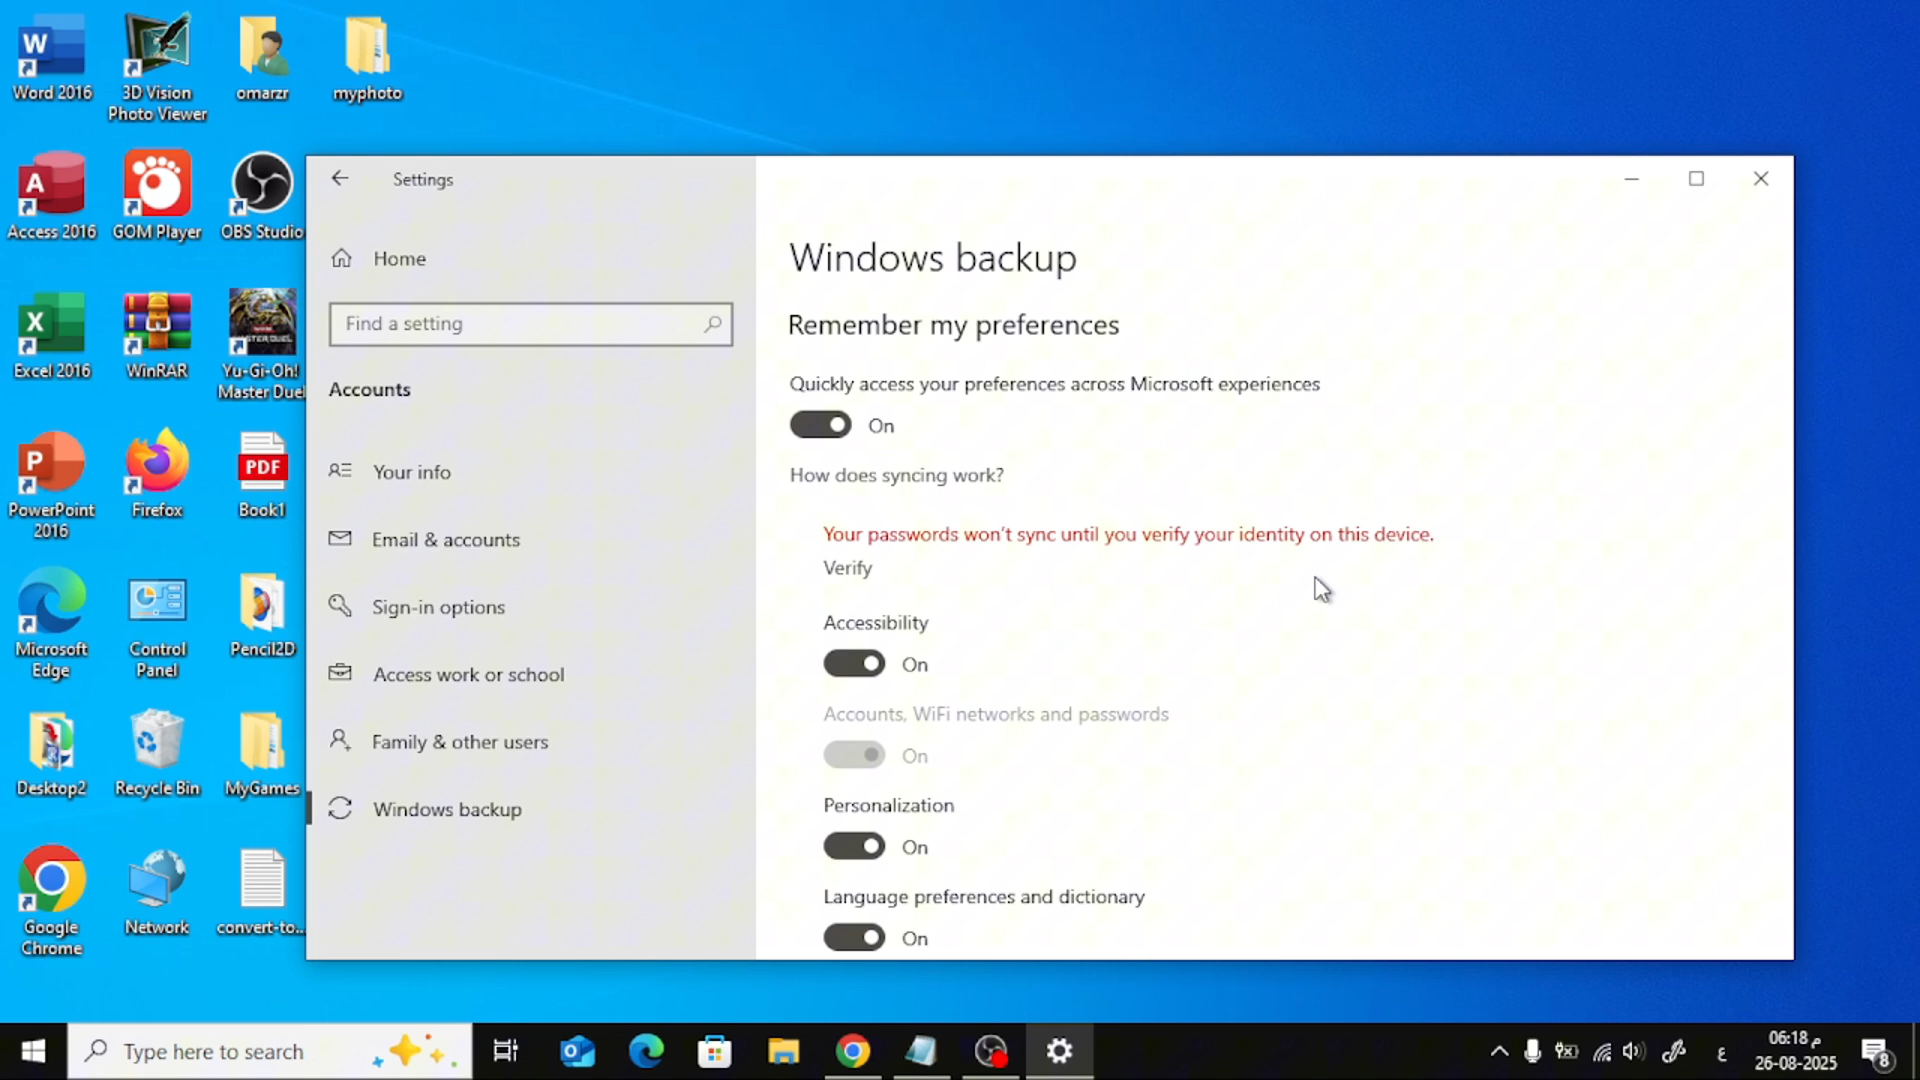 Word 2016
3D Vision
Photo Viewer
omarzr
myphoto
Access 2016
GOM Player
OBS Studio
Excel 2016
WinRAR
Yu-Gi-Oh!
Master Duel
PowerPoint
2016
Firefox
PDF
Book1
Microsoft
Edge
Control
Panel
Pencil2D
Desktop2
Recycle Bin
MyGames
Google
Chrome
Network
convert-to...
Settings
Home
Find a setting
Accounts
Your info
Email & accounts
Sign-in options
Access work or school
Family & other users
Windows backup
Windows backup
Remember my preferences
Quickly access your preferences across Microsoft experiences
On
How does syncing work?
Your passwords won't sync until you verify your identity on this device.
Verify
Accessibility
On
Accounts, WiFi networks and passwords
On
Personalization
On
Language preferences and dictionary
On
Type here to search
ع
06:18 م
26-08-2025
8